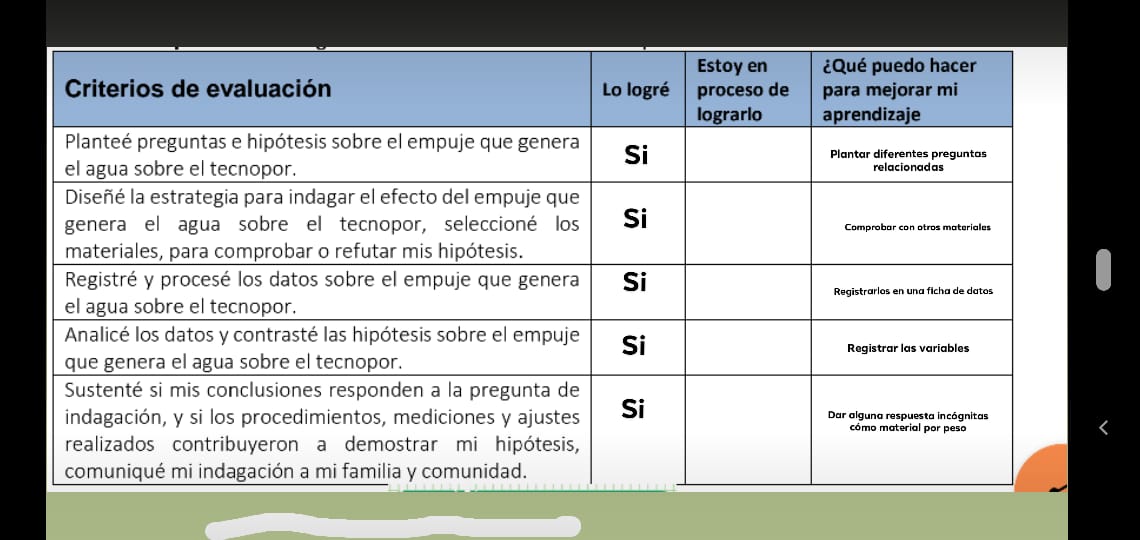 Criterios de evaluación
Lo logré
Estoy en
proceso de
lograrlo
¿Qué puedo hacer
para mejorar mi
aprendizaje
Planteé preguntas e hipótesis sobre el empuje que genera
el agua sobre el tecnopor.
Si
Plantar diferentes preguntas
relacionadas
Diseñé la estrategia para indagar el efecto del empuje que
genera el agua sobre el tecnopor, seleccioné los
materiales, para comprobar o refutar mis hipótesis.
Si
Comprobar con otros materiales
Registré y procesé los datos sobre el empuje que genera
el agua sobre el tecnopor.
Si
Registrarlos en una ficha de datos
Analicé los datos y contrasté las hipótesis sobre el empuje
que genera el agua sobre el tecnopor.
Si
Registrar las variables
Sustenté si mis conclusiones responden a la pregunta de
indagación, y si los procedimientos, mediciones y ajustes
realizados contribuyeron a demostrar mi hipótesis,
comuniqué mi indagación a mi familia y comunidad.
Si
Dar alguna respuesta incógnitas
cómo material por peso